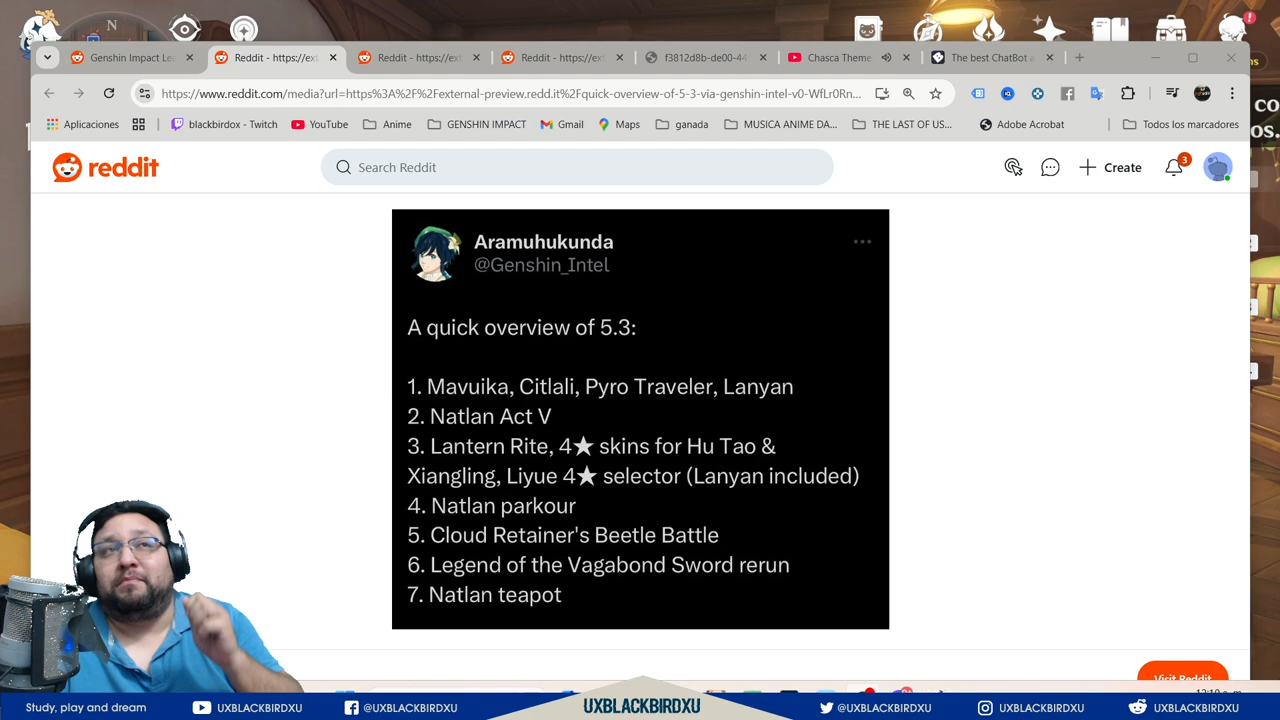 N
Genshin Impact Le
Reddit - https://ex
Reddit - https://ex
Reddit - https://ex
f3812d8b-de00-44
Chasca Theme
The best ChatBot a
https://www.reddit.com/media?url=https%3A%2F%2Fexternal-preview.redd.it%2Fquick-overview-of-5-3-via-genshin-intel-v0-WfLr0Rn...
Aplicaciones
blackbirdox - Twitch
YouTube
Anime
GENSHIN IMPACT
Gmail
Maps
ganada
MUSICA ANIME DA...
THE LAST OF US...
Adobe Acrobat
Todos los marcadores
reddit
Search Reddit
Create
3
Aramuhukunda
@Genshin_Intel
A quick overview of 5.3:
1. Mavuika, Citlali, Pyro Traveler, Lanyan
2. Natlan Act V
3. Lantern Rite, 4★ skins for Hu Tao &
Xiangling, Liyue 4★ selector (Lanyan included)
4. Natlan parkour
5. Cloud Retainer's Beetle Battle
6. Legend of the Vagabond Sword rerun
7. Natlan teapot
Visit Reddit
Study, play and dream
UXBLACKBIRDXU
@UXBLACKBIRDXU
UXBLACKBIRDXU
@UXBLACKBIRDXU
UXBLACKBIRDXU
UXBLACKBIRDXU